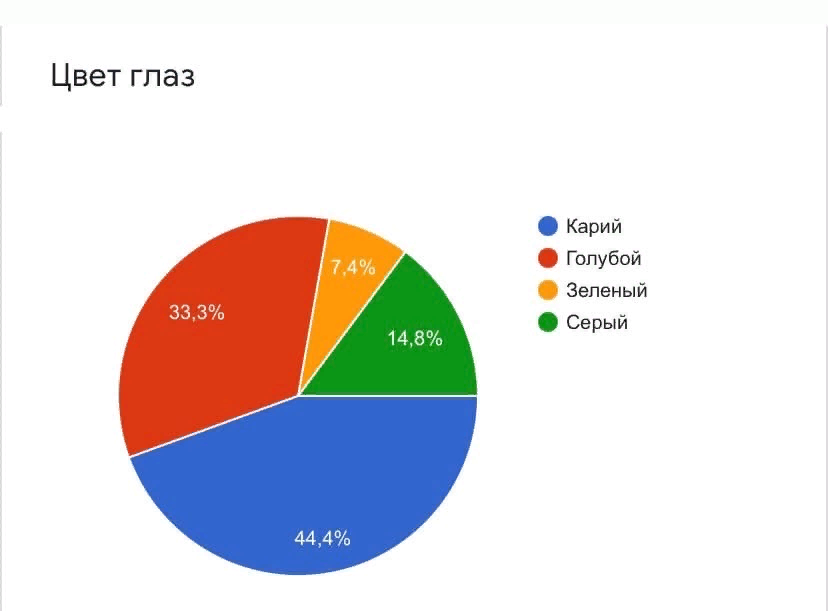 Цвет глаз
Карий
Голубой
Зеленый
Серый
7,4%
33,3%
14,8%
44,4%